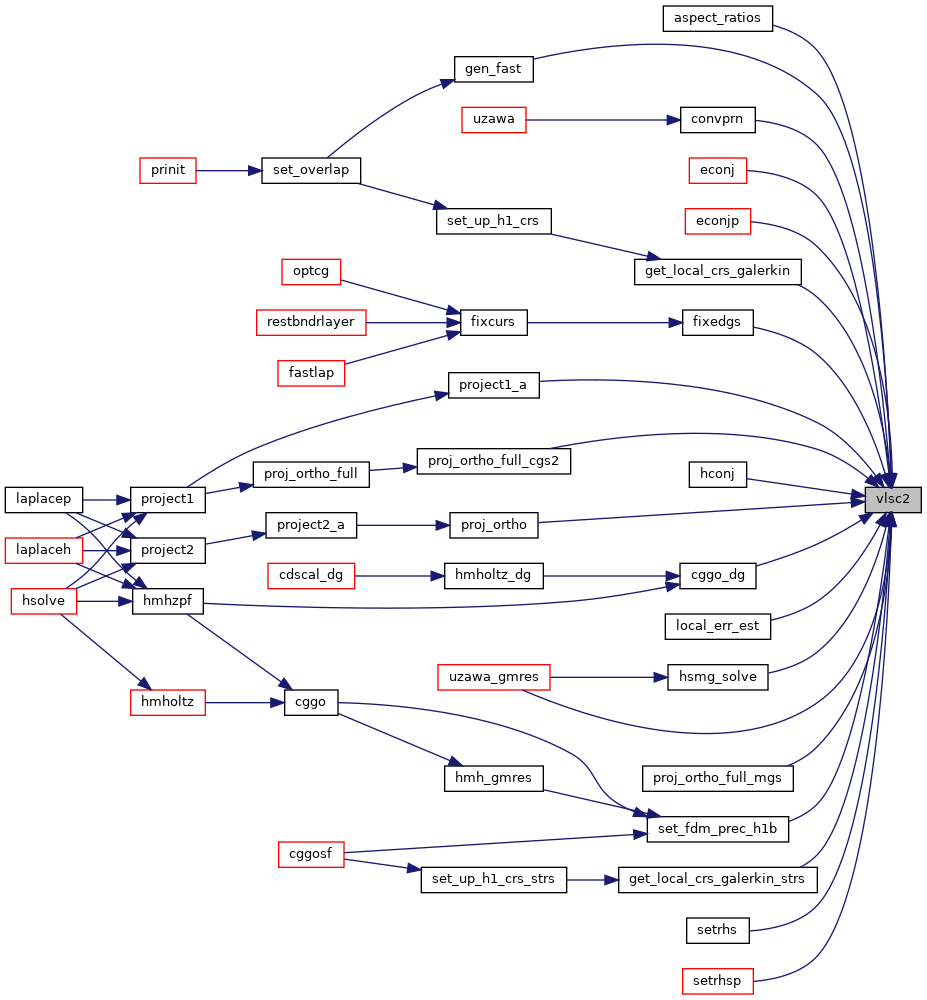 aspect_ratios
gen_fast
uzawa
convprn
prinit
set_overlap
econj
set_up_h1_crs
econjp
optcg
get_local_crs_galerkin
restbndrlayer
fixcurs
fixedgs
fastlap
project1_a
proj_ortho_full_cgs2
proj_ortho_full
hconj
laplacep
project1
vlsc2
project2_a
proj_ortho
laplaceh
project2
cdscal_dg
hmholtz_dg
cggo_dg
hsolve
hmhzpf
local_err_est
uzawa_gmres
hsmg_solve
hmholtz
cggo
hmh_gmres
proj_ortho_full_mgs
set_fdm_prec_h1b
cggosf
set_up_h1_crs_strs
get_local_crs_galerkin_strs
setrhs
setrhsp